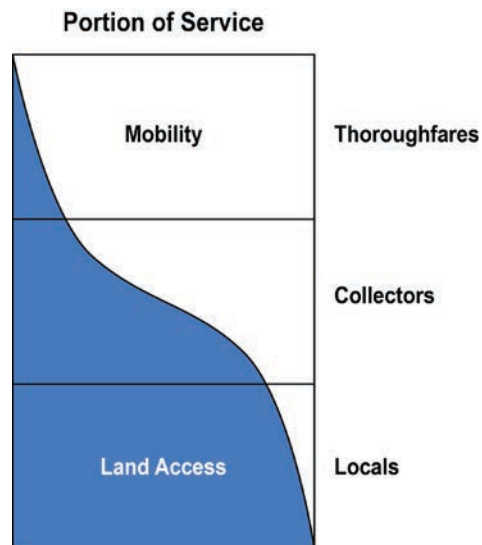 Portion of Service
Mobility
Thoroughfares
Collectors
Land Access
Locals